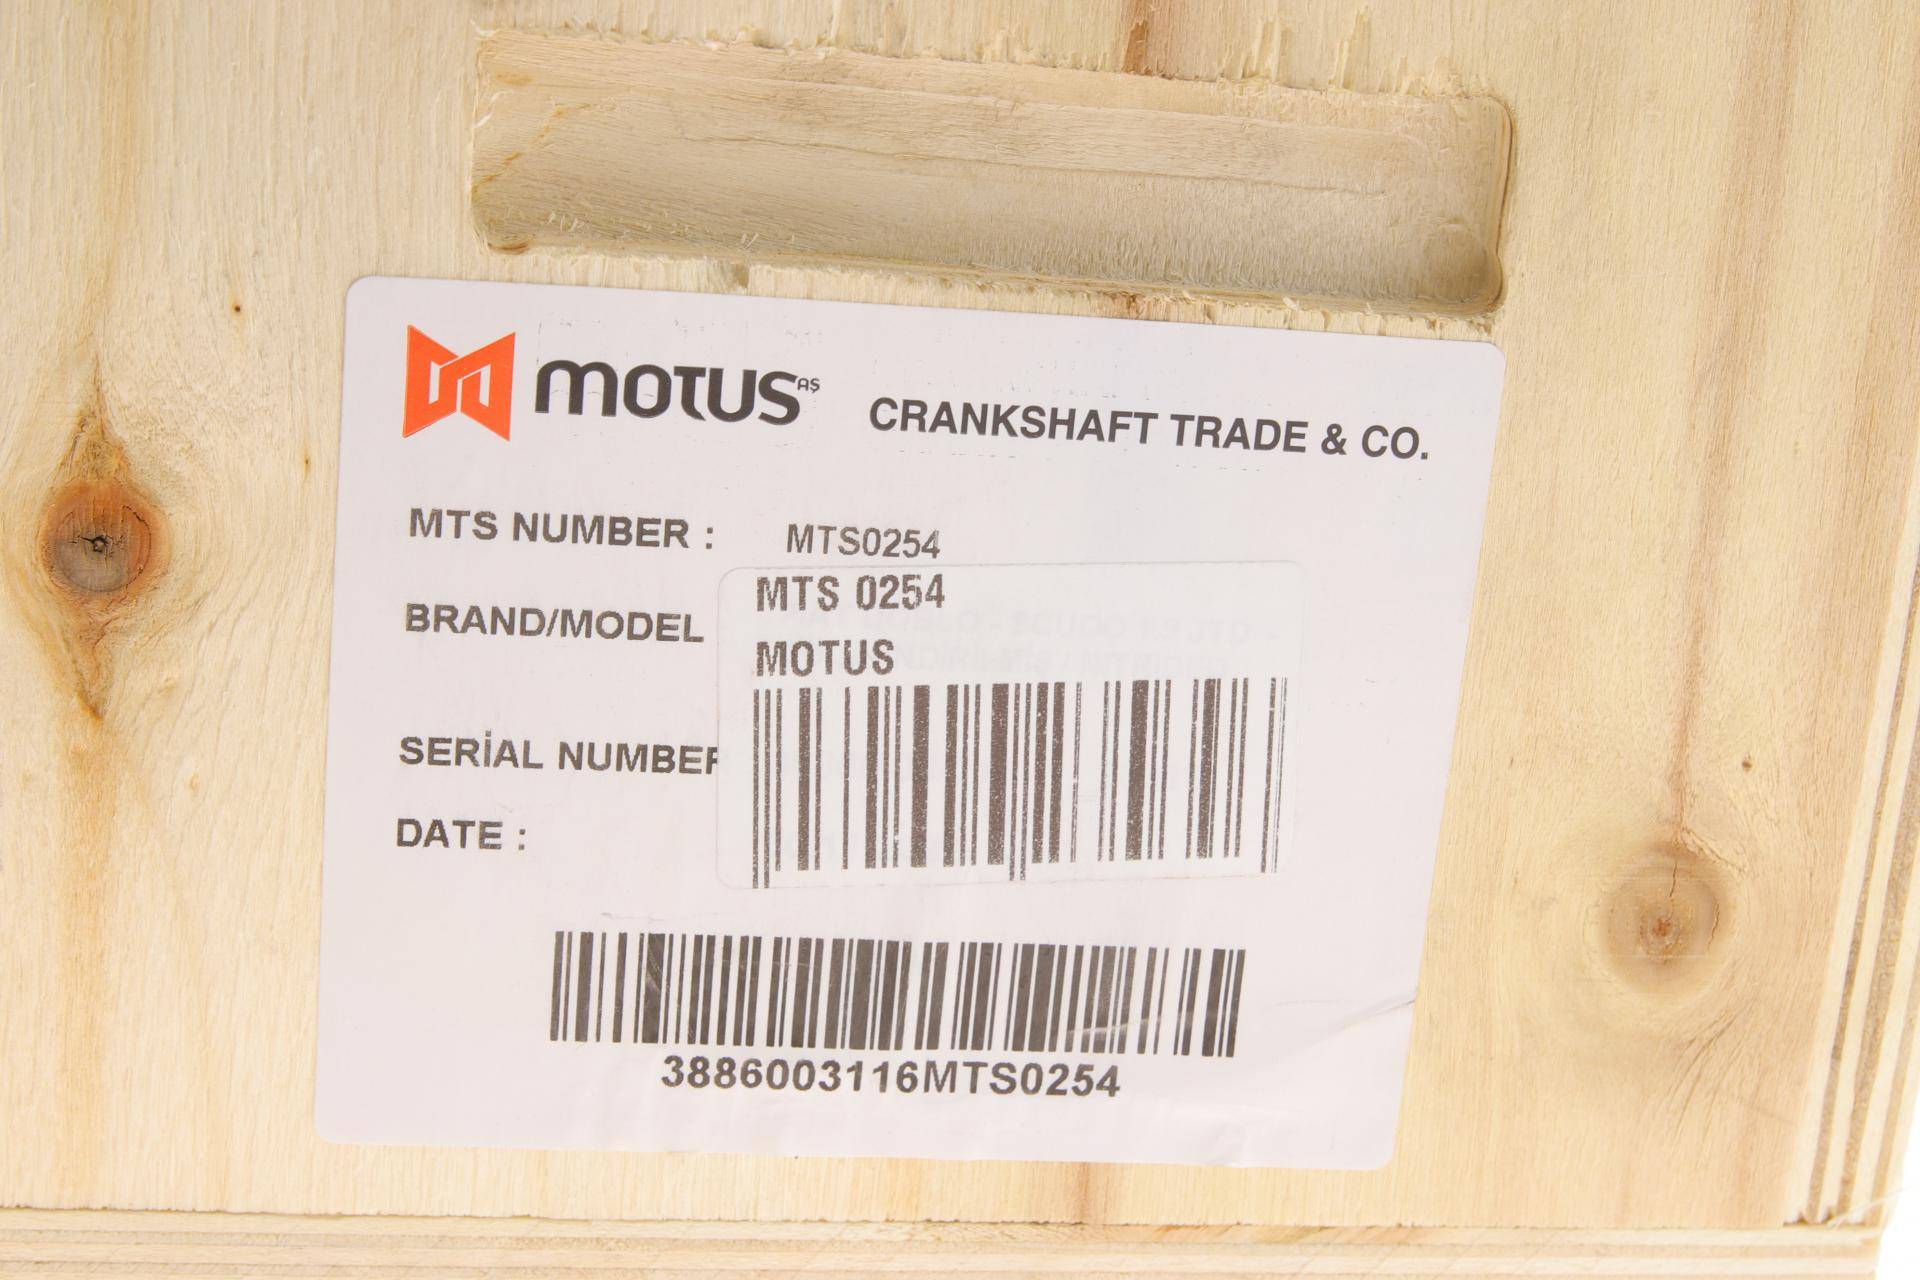 MOTUS AŞ CRANKSHAFT TRADE & CO.
MTS NUMBER : MTS0254
MTS 0254
BRAND/MODEL
MOTUS
SERİAL NUMBER
DATE :
3886003116MTS0254